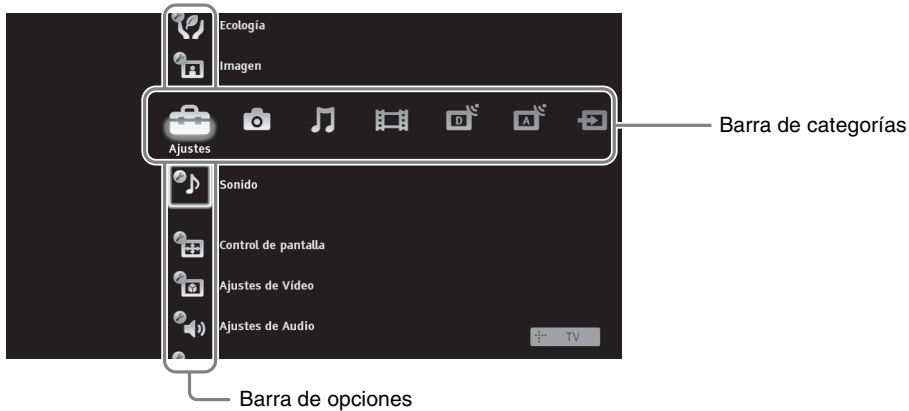 Ecología
Imagen
Barra de categorías
D
A
Ajustes
Sonido
Control de pantalla
Ajustes de Vídeo
Ajustes de Audio
TV
Barra de opciones